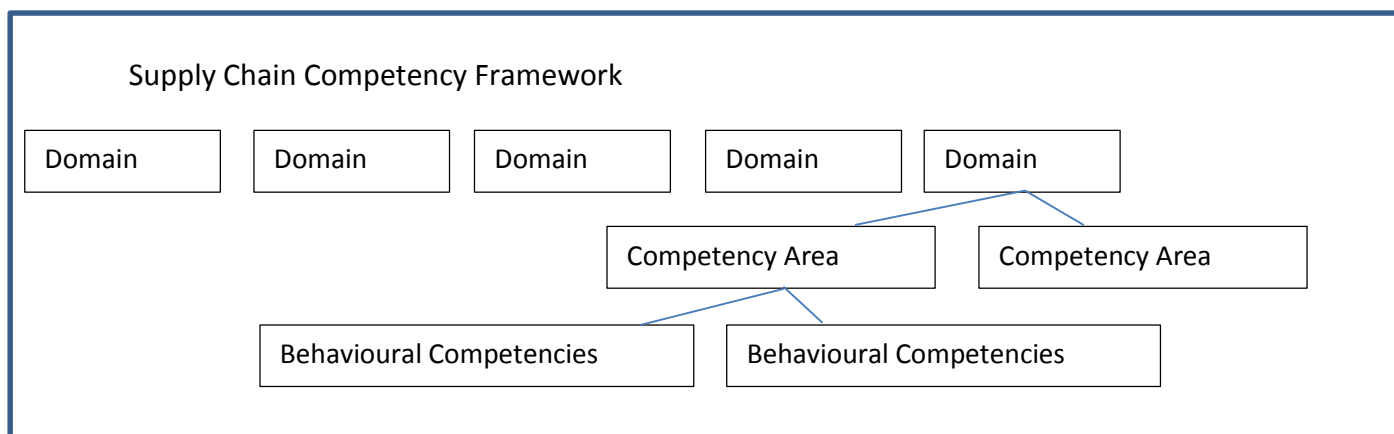 Supply Chain Competency Framework
Domain Domain Domain Domain Domain
Competency Area Competency Area
Behavioural Competencies Behavioural Competencies